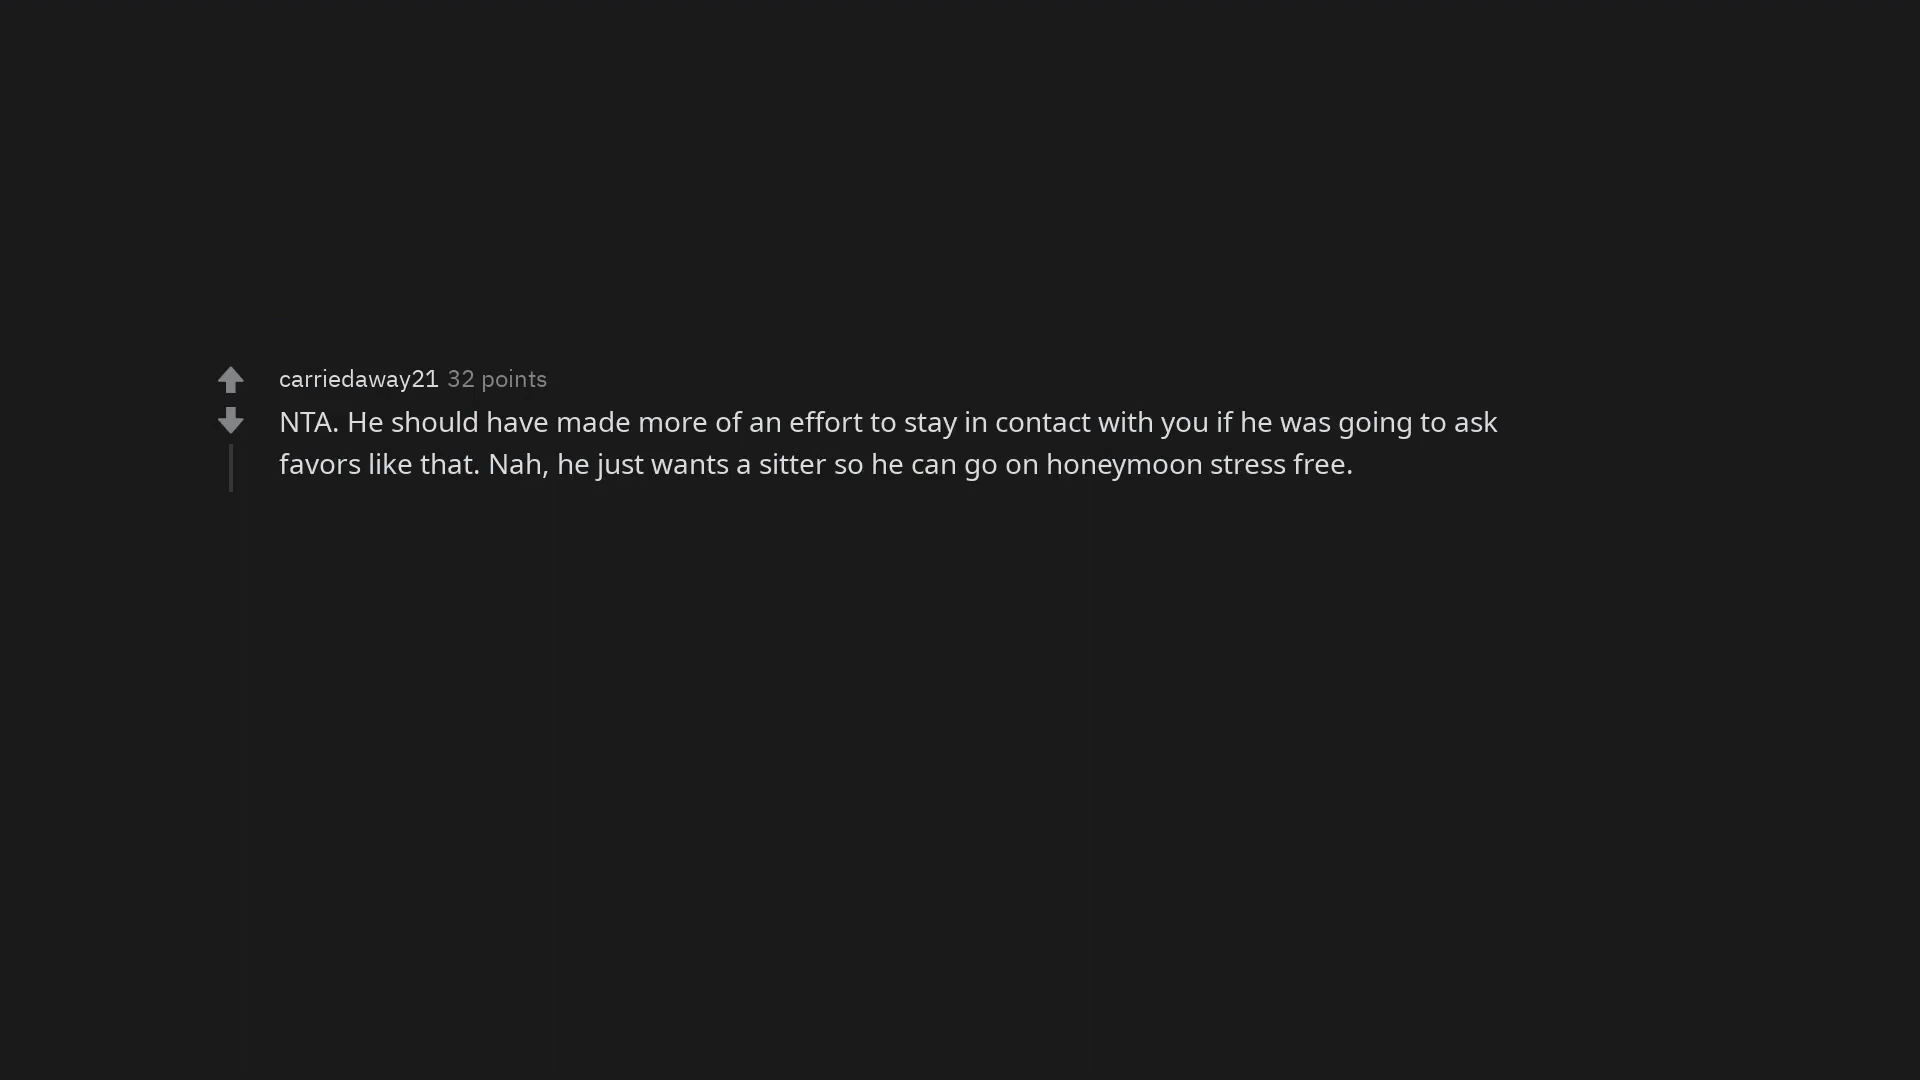 carriedaway21 32 points
NTA. He should have made more of an effort to stay in contact with you if he was going to ask
favors like that. Nah, he just wants a sitter so he can go on honeymoon stress free.